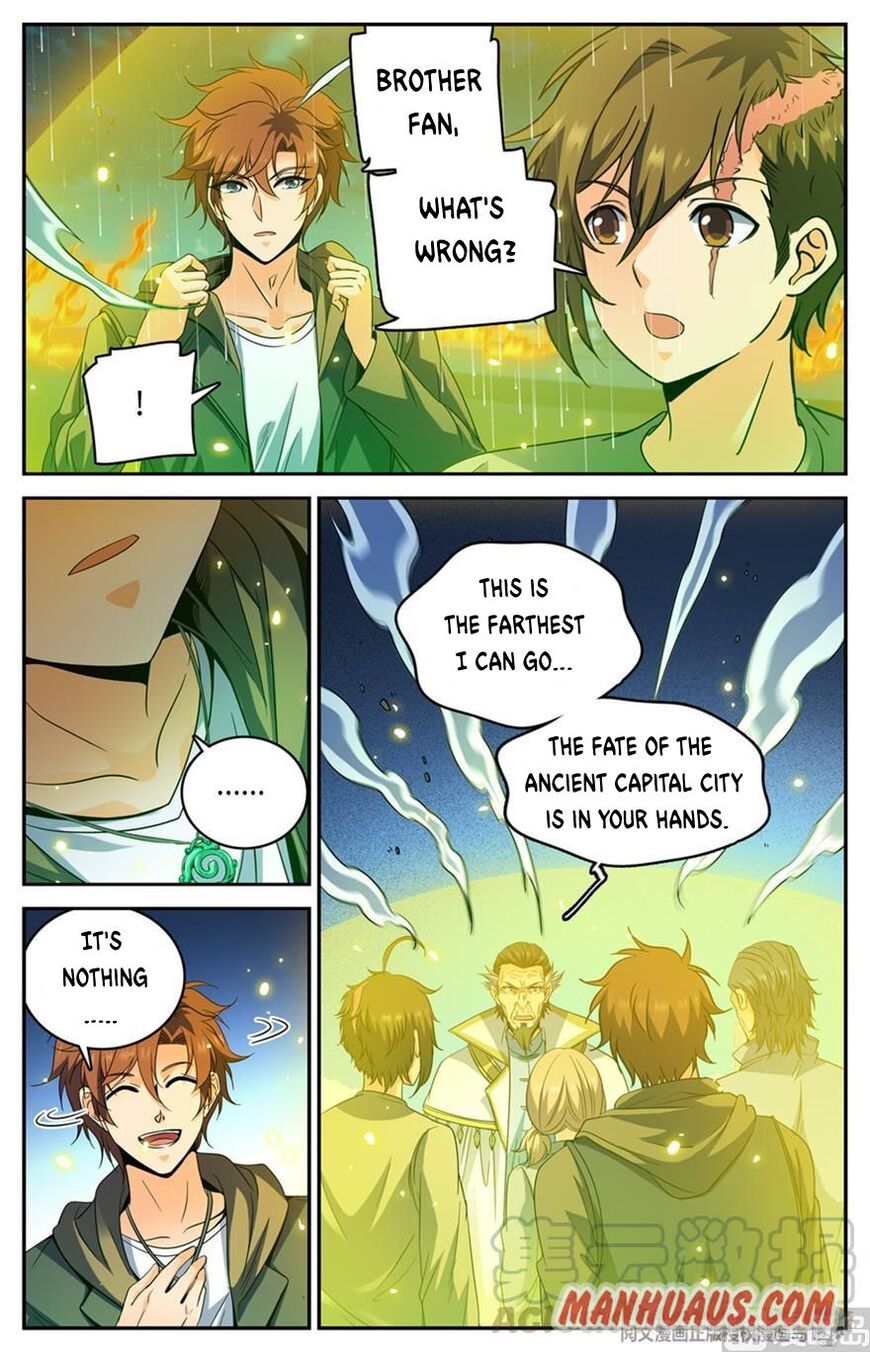 BROTHER
FAN,
WHAT'S
WRONG?
!
......
THIS IS
THE FARTHEST
I CAN GO...
THE FATE OF THE
ANCIENT CAPITAL CITY
IS IN YOUR HANDS.
IT'S
NOTHING
.....
MANHUAUS.COM